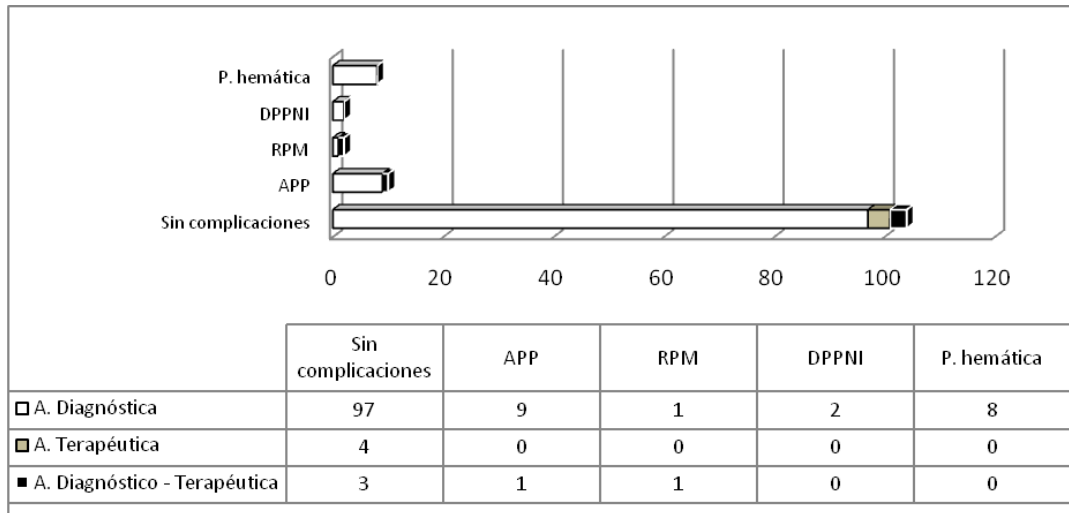 P. hemática
DPPNI
RPM
APP
Sin complicaciones
0 20 40 60 80 100 120
Sin complicaciones APP RPM DPPNI P. hemática
A. Diagnóstica 97 9 1 2 8
A. Terapéutica 4 0 0 0 0
A. Diagnóstico - Terapéutica 3 1 1 0 0